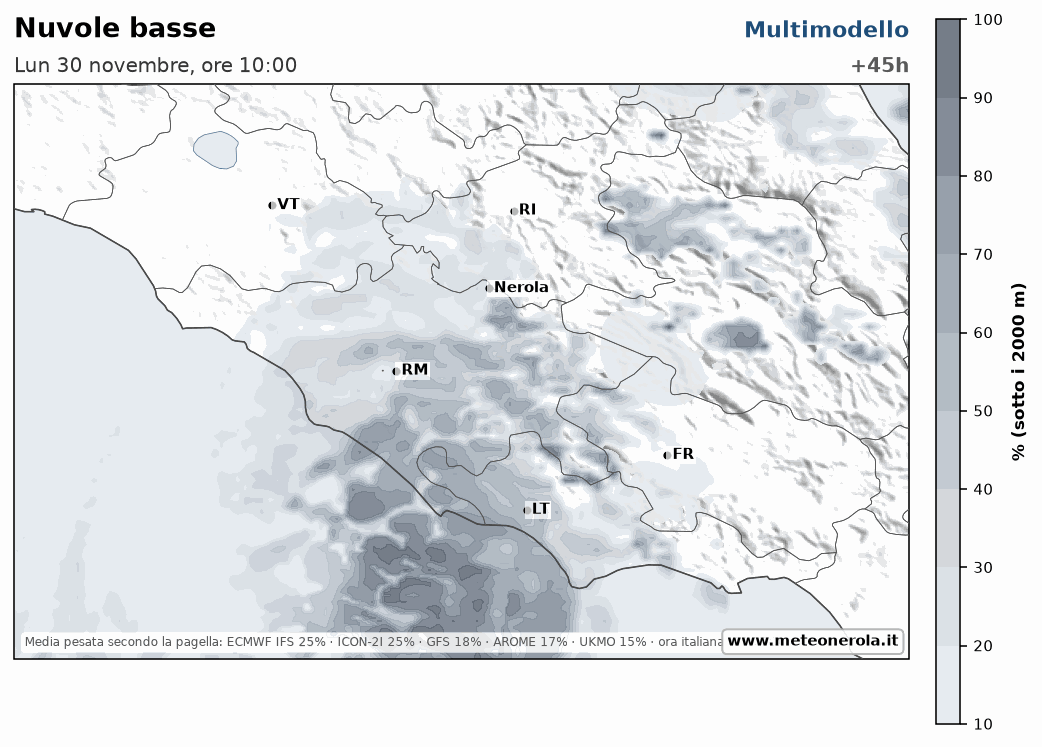 Nuvole basse
Multimodello
Lun 30 novembre, ore 10:00
+45h
VT
RI
Nerola
RM
FR
LT
Media pesata secondo la pagella: ECMWF IFS 25% · ICON-2I 25% · GFS 18% · AROME 17% · UKMO 15% · ora italiana
www.meteonerola.it
100
90
80
70
60
50
40
30
20
10
% (sotto i 2000 m)